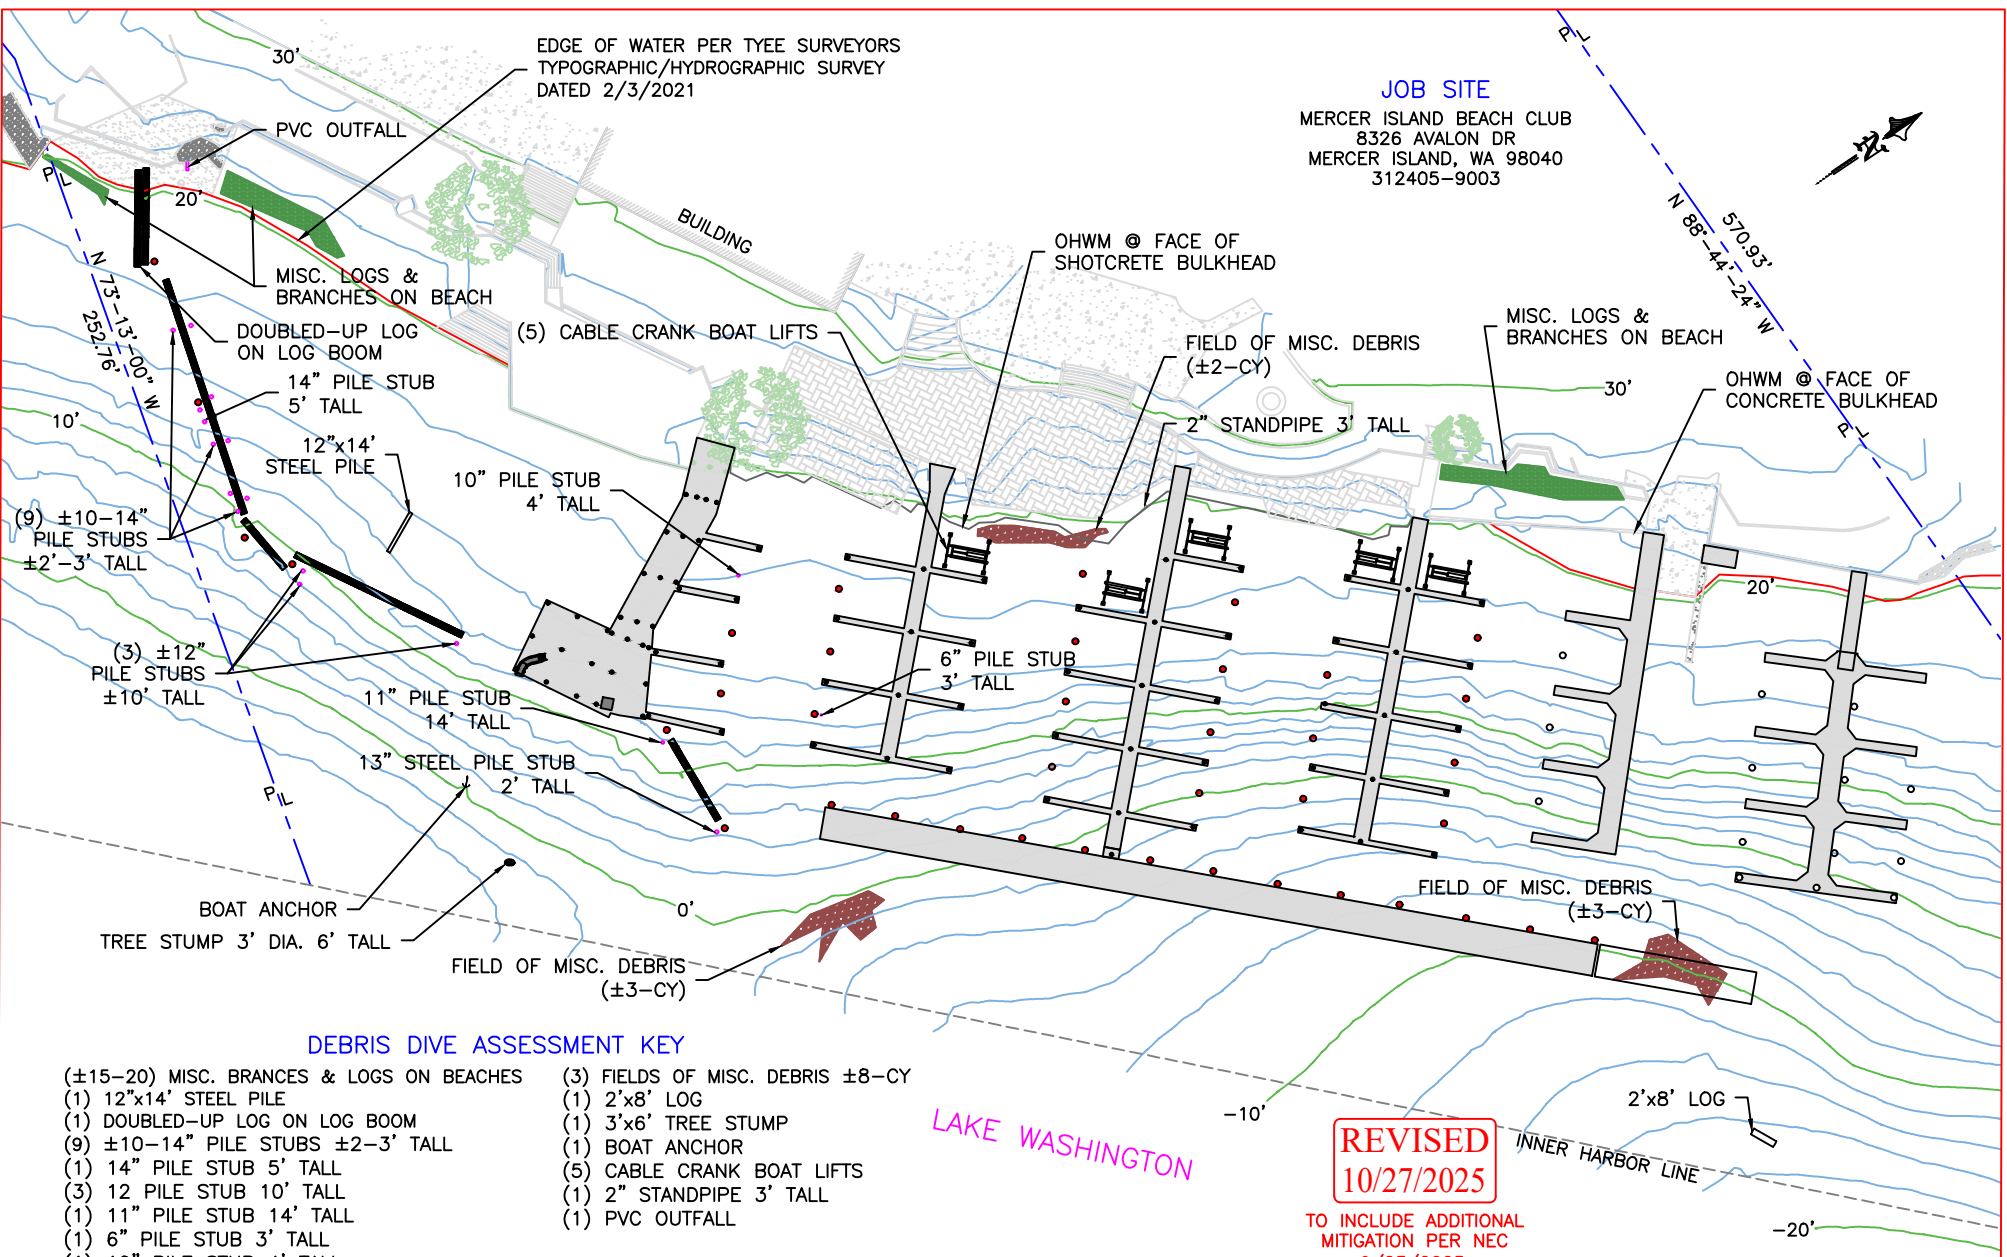 30'
EDGE OF WATER PER TYEE SURVEYORS
TYPOGRAPHIC/HYDROGRAPHIC SURVEY
DATED 2/3/2021
PVC OUTFALL
JOB SITE
MERCER ISLAND BEACH CLUB
8326 AVALON DR
MERCER ISLAND, WA 98040
312405-9003
P L
N
P L
20'
BUILDING
N 88°-44'-24" W
570.93'
MISC. LOGS &
BRANCHES ON BEACH
OHWM @ FACE OF
SHOTCRETE BULKHEAD
N 73°-13'-00" W
252.76'
DOUBLED-UP LOG
ON LOG BOOM
(5) CABLE CRANK BOAT LIFTS
FIELD OF MISC. DEBRIS
(±2-CY)
MISC. LOGS &
BRANCHES ON BEACH
14" PILE STUB
5' TALL
30'
OHWM @ FACE OF
CONCRETE BULKHEAD
10'
12"x14'
STEEL PILE
2" STANDPIPE 3' TALL
P L
10" PILE STUB
4' TALL
(9) ±10-14"
PILE STUBS
±2'-3' TALL
20'
(3) ±12"
PILE STUBS
±10' TALL
6" PILE STUB
3' TALL
11" PILE STUB
14' TALL
13" STEEL PILE STUB
2' TALL
P L
BOAT ANCHOR
0'
TREE STUMP 3' DIA. 6' TALL
FIELD OF MISC. DEBRIS
(±3-CY)
FIELD OF MISC. DEBRIS
(±3-CY)
DEBRIS DIVE ASSESSMENT KEY
(±15-20) MISC. BRANCES & LOGS ON BEACHES
(1) 12"x14' STEEL PILE
(1) DOUBLED-UP LOG ON LOG BOOM
(9) ±10-14" PILE STUBS ±2-3' TALL
(1) 14" PILE STUB 5' TALL
(3) 12 PILE STUB 10' TALL
(1) 11" PILE STUB 14' TALL
(1) 6" PILE STUB 3' TALL
(3) FIELDS OF MISC. DEBRIS ±8-CY
(1) 2'x8' LOG
(1) 3'x6' TREE STUMP
(1) BOAT ANCHOR
(5) CABLE CRANK BOAT LIFTS
(1) 2" STANDPIPE 3' TALL
(1) PVC OUTFALL
LAKE WASHINGTON
-10'
2'x8' LOG
REVISED
10/27/2025
INNER HARBOR LINE
TO INCLUDE ADDITIONAL
MITIGATION PER NEC
-20'